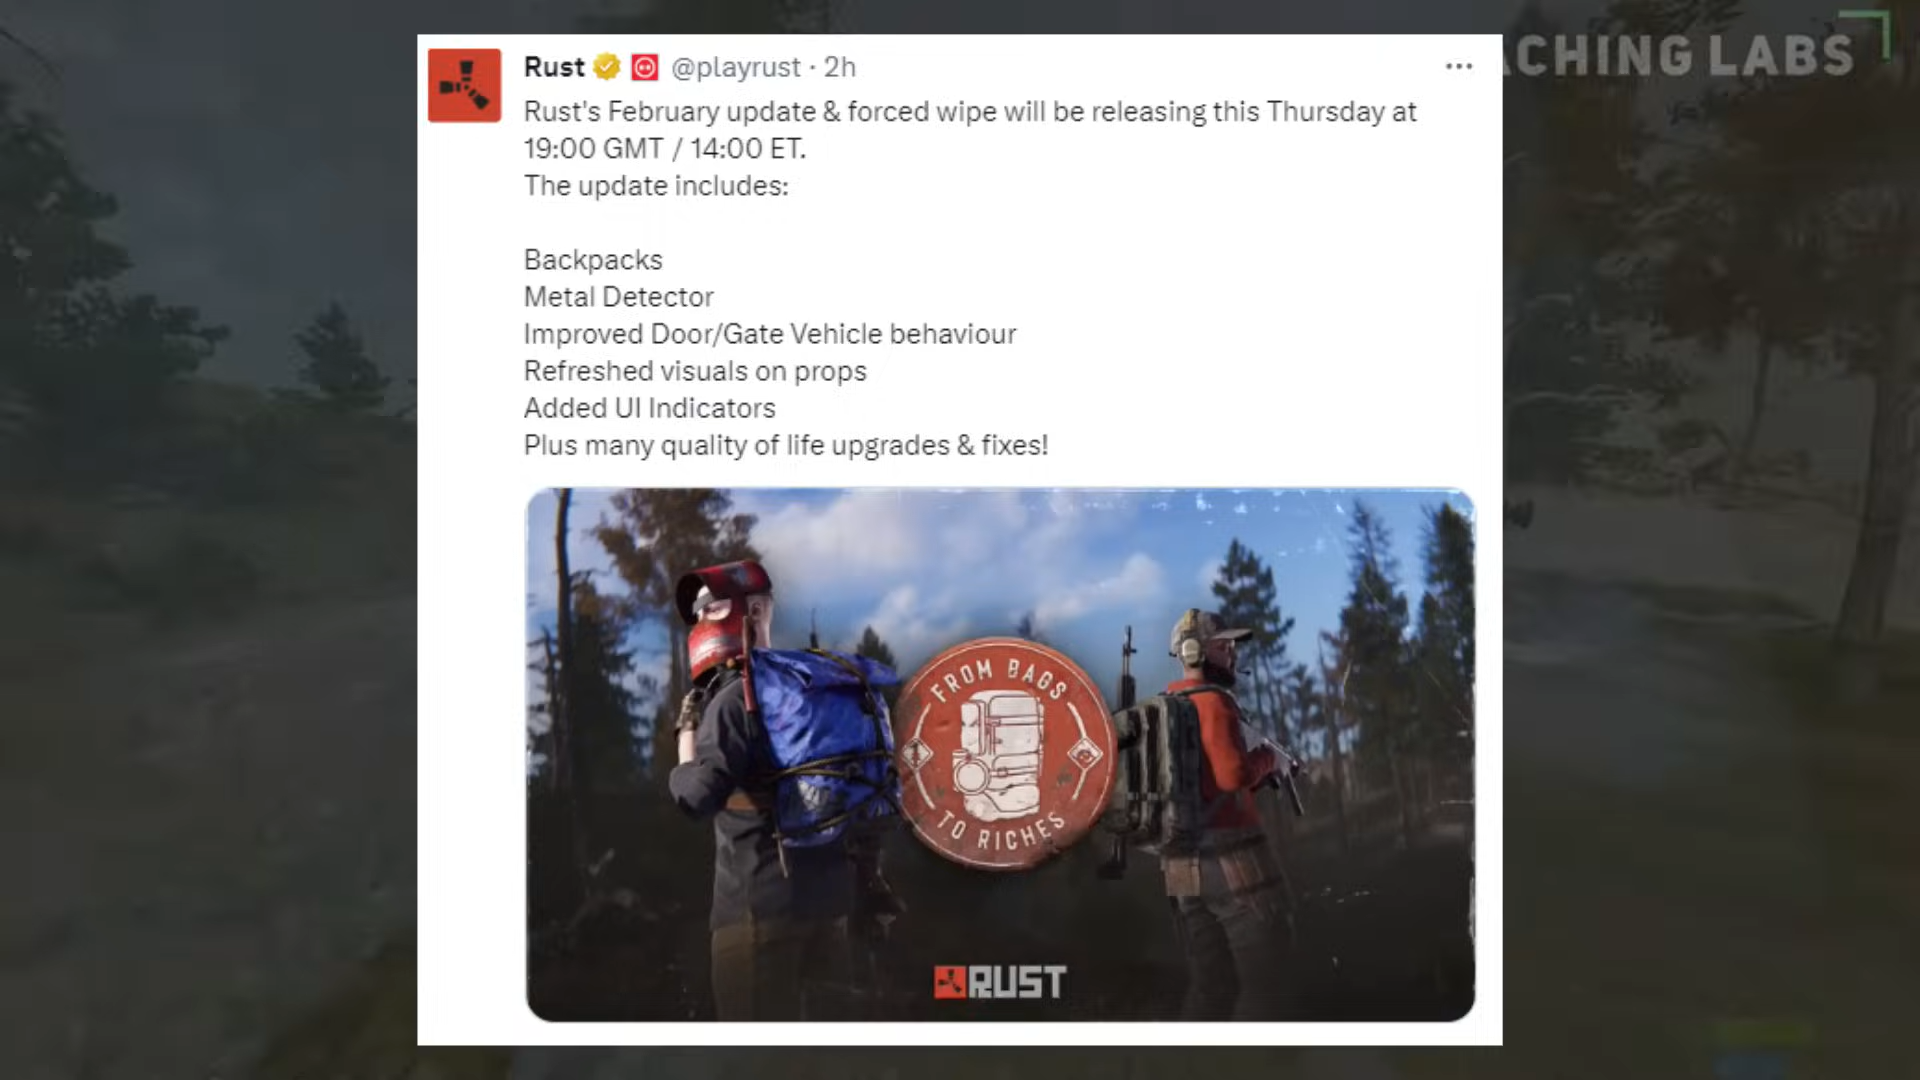 ACHING LABS
Rust @playrust · 2h
Rust's February update & forced wipe will be releasing this Thursday at
19:00 GMT / 14:00 ET.
The update includes:
Backpacks
Metal Detector
Improved Door/Gate Vehicle behaviour
Refreshed visuals on props
Added UI Indicators
Plus many quality of life upgrades & fixes!
FROM BAGS
TO RICHES
RUST